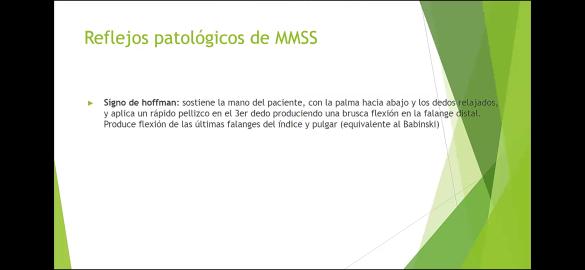 Reflejos patológicos de MMSS
Signo de hoffman: sostiene la mano del paciente, con la palma hacia abajo y los dedos relajados,
y aplica un rápido pellizco en el 3er dedo produciendo una brusca flexión en la falange distal.
Produce flexión de las últimas falanges del índice y pulgar (equivalente al Babinski)